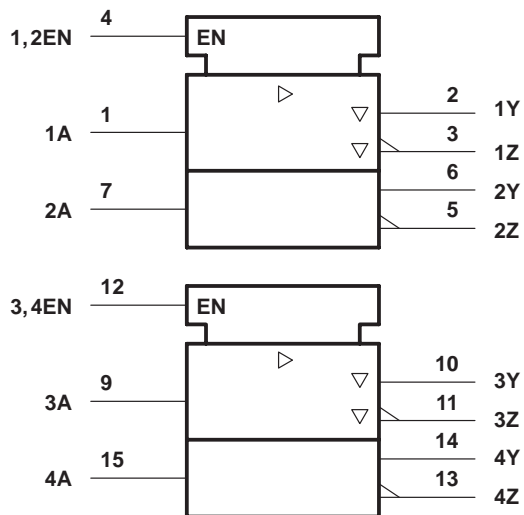 4
1,2EN EN
1 2 1Y
1A 3 1Z
7 6 2Y
2A 5 2Z
12
3,4EN EN
9 10 3Y
3A 11 3Z
15 14 4Y
4A 13 4Z